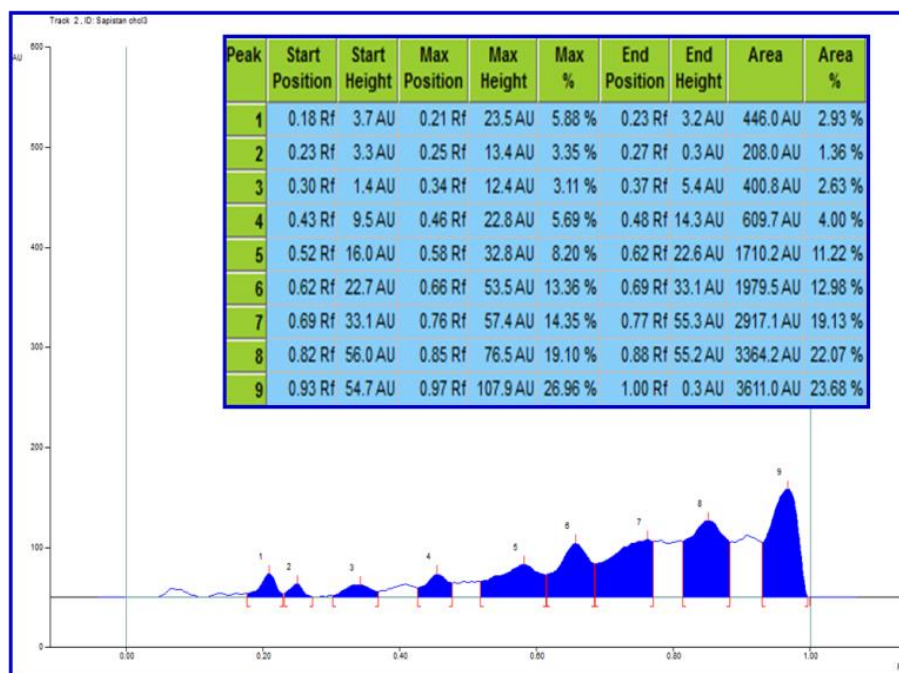 Track 2 , ID: Sapistan chcl3
600
AU
500
400
300
200
100
0
Peak Start Position Start Height Max Position Max Height Max % End Position End Height Area Area %
1 0.18 Rf 3.7 AU 0.21 Rf 23.5 AU 5.88 % 0.23 Rf 3.2 AU 446.0 AU 2.93 %
2 0.23 Rf 3.3 AU 0.25 Rf 13.4 AU 3.35 % 0.27 Rf 0.3 AU 208.0 AU 1.36 %
3 0.30 Rf 1.4 AU 0.34 Rf 12.4 AU 3.11 % 0.37 Rf 5.4 AU 400.8 AU 2.63 %
4 0.43 Rf 9.5 AU 0.46 Rf 22.8 AU 5.69 % 0.48 Rf 14.3 AU 609.7 AU 4.00 %
5 0.52 Rf 16.0 AU 0.58 Rf 32.8 AU 8.20 % 0.62 Rf 22.6 AU 1710.2 AU 11.22 %
6 0.62 Rf 22.7 AU 0.66 Rf 53.5 AU 13.36 % 0.69 Rf 33.1 AU 1979.5 AU 12.98 %
7 0.69 Rf 33.1 AU 0.76 Rf 57.4 AU 14.35 % 0.77 Rf 55.3 AU 2917.1 AU 19.13 %
8 0.82 Rf 56.0 AU 0.85 Rf 76.5 AU 19.10 % 0.88 Rf 55.2 AU 3364.2 AU 22.07 %
9 0.93 Rf 54.7 AU 0.97 Rf 107.9 AU 26.96 % 1.00 Rf 0.3 AU 3611.0 AU 23.68 %
1 2 3 4 5 6 7 8 9
0.00 0.20 0.40 0.60 0.80 1.00